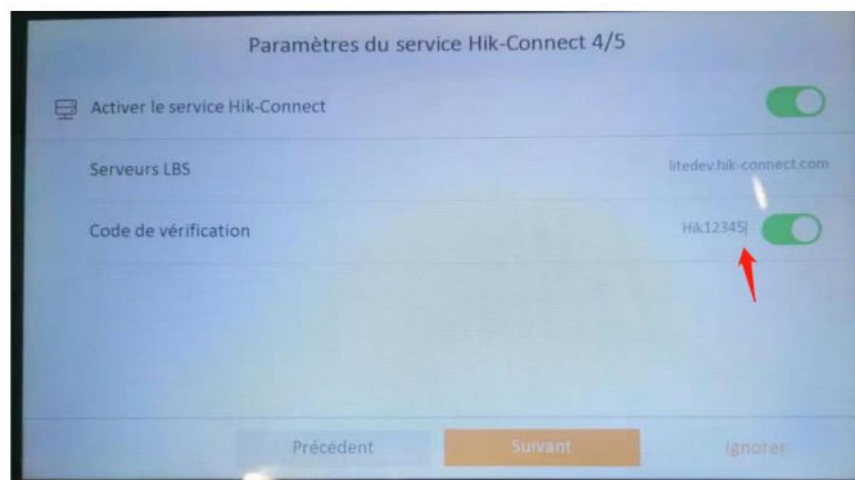 Paramètres du service Hik-Connect 4/5
Activer le service Hik-Connect
Serveurs LBS litedev.hik-connect.com
Code de vérification Hik12345
Précédent Suivant Ignorer